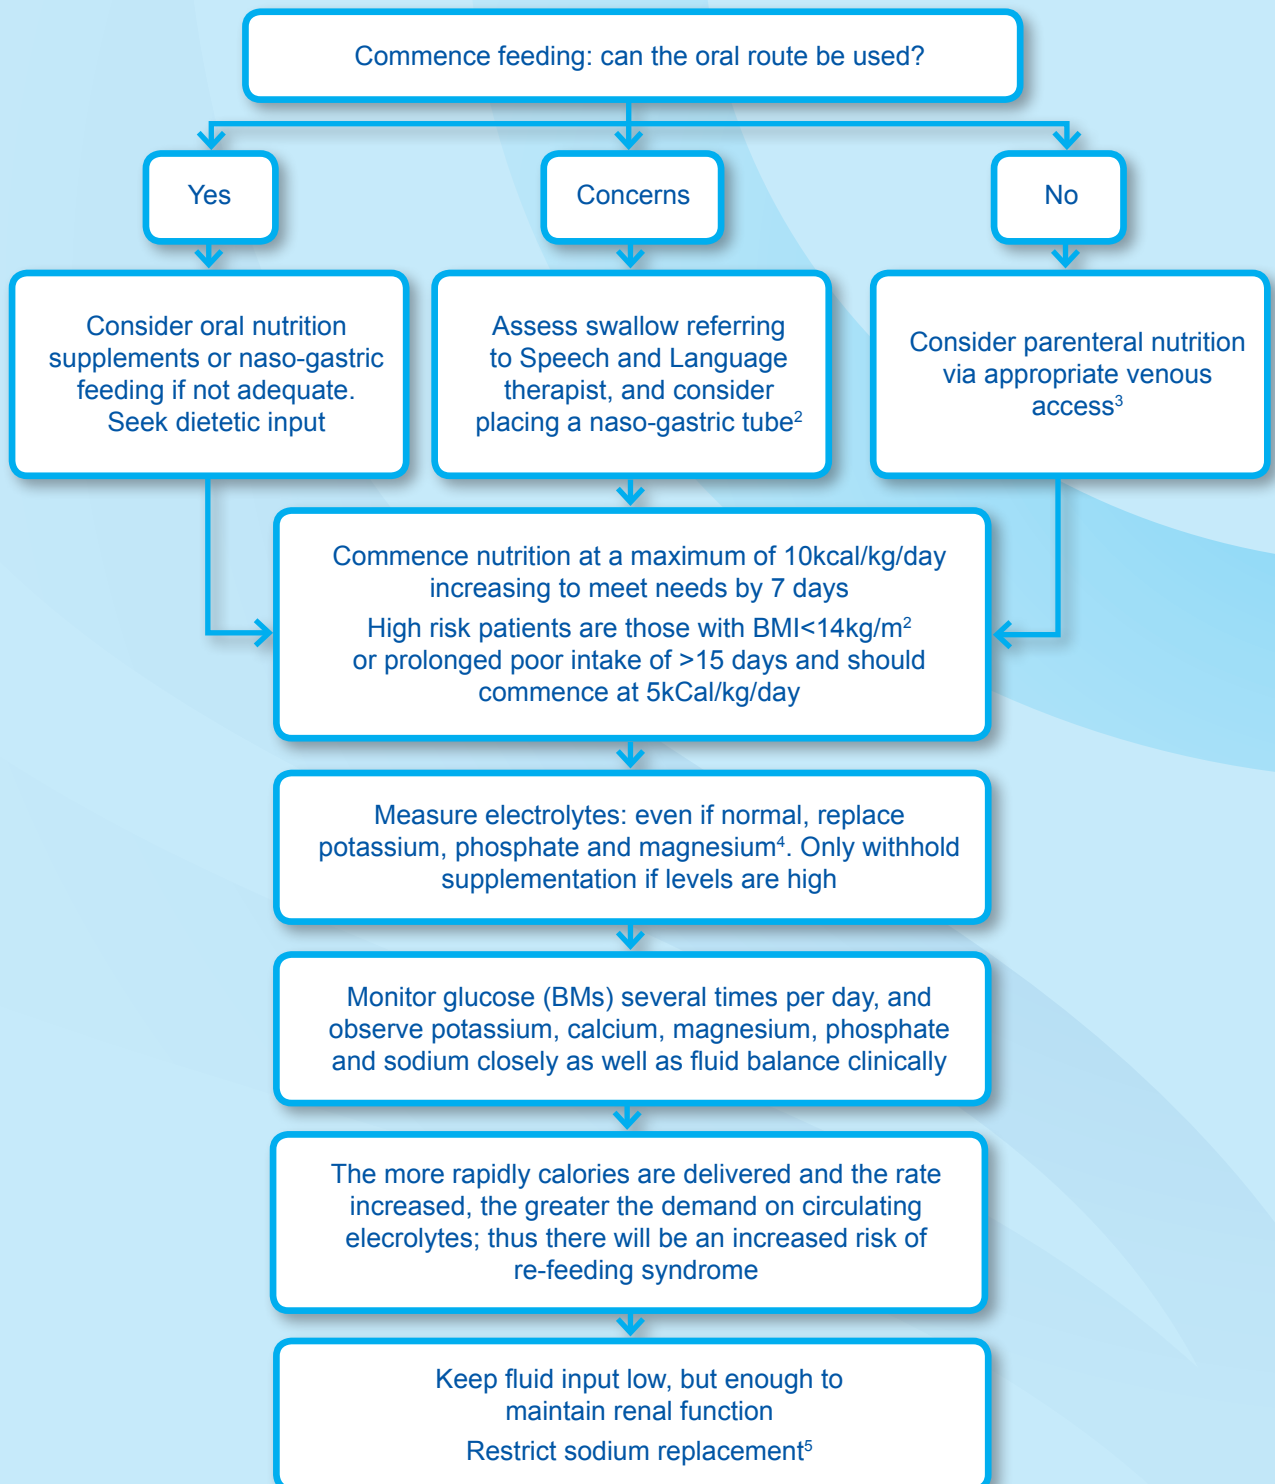 Commence feeding: can the oral route be used?
Yes
Concerns
No
Consider oral nutrition
supplements or naso-gastric
feeding if not adequate.
Seek dietetic input
Assess swallow referring
to Speech and Language
therapist, and consider
placing a naso-gastric tube²
Consider parenteral nutrition
via appropriate venous
access³
Commence nutrition at a maximum of 10kcal/kg/day
increasing to meet needs by 7 days
High risk patients are those with BMI<14kg/m²
or prolonged poor intake of >15 days and should
commence at 5kCal/kg/day
Measure electrolytes: even if normal, replace
potassium, phosphate and magnesium⁴. Only withhold
supplementation if levels are high
Monitor glucose (BMs) several times per day, and
observe potassium, calcium, magnesium, phosphate
and sodium closely as well as fluid balance clinically
The more rapidly calories are delivered and the rate
increased, the greater the demand on circulating
elecrolytes; thus there will be an increased risk of
re-feeding syndrome
Keep fluid input low, but enough to
maintain renal function
Restrict sodium replacement⁵